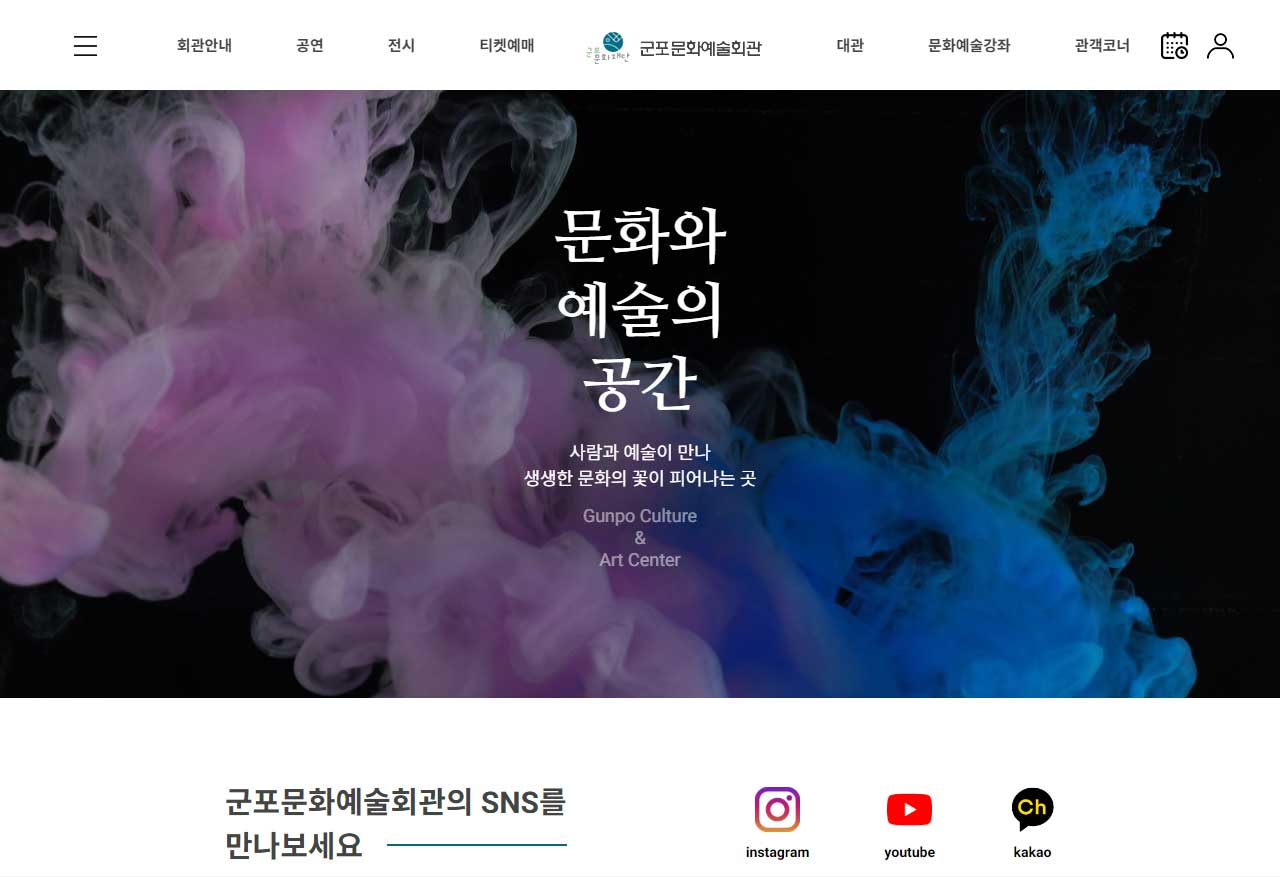 회관안내
공연
전시
티켓예매
군포
문화재단
군포문화예술회관
대관
문화예술강좌
관객코너
문화와
예술의
공간
사람과 예술이 만나
생생한 문화의 꽃이 피어나는 곳
Gunpo Culture
&
Art Center
군포문화예술회관의 SNS를
만나보세요
Ch
instagram
youtube
kakao